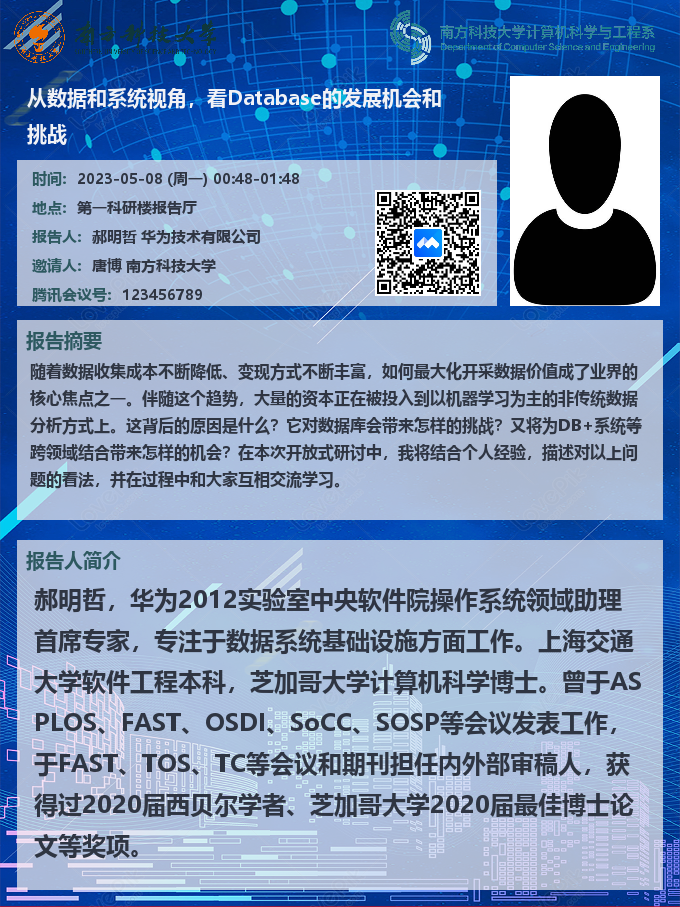 南方科技大学
南方科技大学计算机科学与工程系
Department of Computer Science and Engineering
从数据和系统视角，看Database的发展机会和
挑战
时间：2023-05-08 (周一) 00:48-01:48
地点：第一科研楼报告厅
报告人：郝明哲 华为技术有限公司
邀请人：唐博 南方科技大学
腾讯会议号：123456789
报告摘要
随着数据收集成本不断降低、变现方式不断丰富，如何最大化开采数据价值成了业界的
核心焦点之一。伴随这个趋势，大量的资本正在被投入到以机器学习为主的非传统数据
分析方式上。这背后的原因是什么？它对数据库会带来怎样的挑战？又将为DB+系统等
跨领域结合带来怎样的机会？在本次开放式研讨中，我将结合个人经验，描述对以上问
题的看法，并在过程中和大家互相交流学习。
报告人简介
郝明哲，华为2012实验室中央软件院操作系统领域助理
首席专家，专注于数据系统基础设施方面工作。上海交通
大学软件工程本科，芝加哥大学计算机科学博士。曾于AS
PLOS、FAST、OSDI、SoCC、SOSP等会议发表工作，
于FAST、TOS、TC等会议和期刊担任内外部审稿人，获
得过2020届西贝尔学者、芝加哥大学2020届最佳博士论
文等奖项。